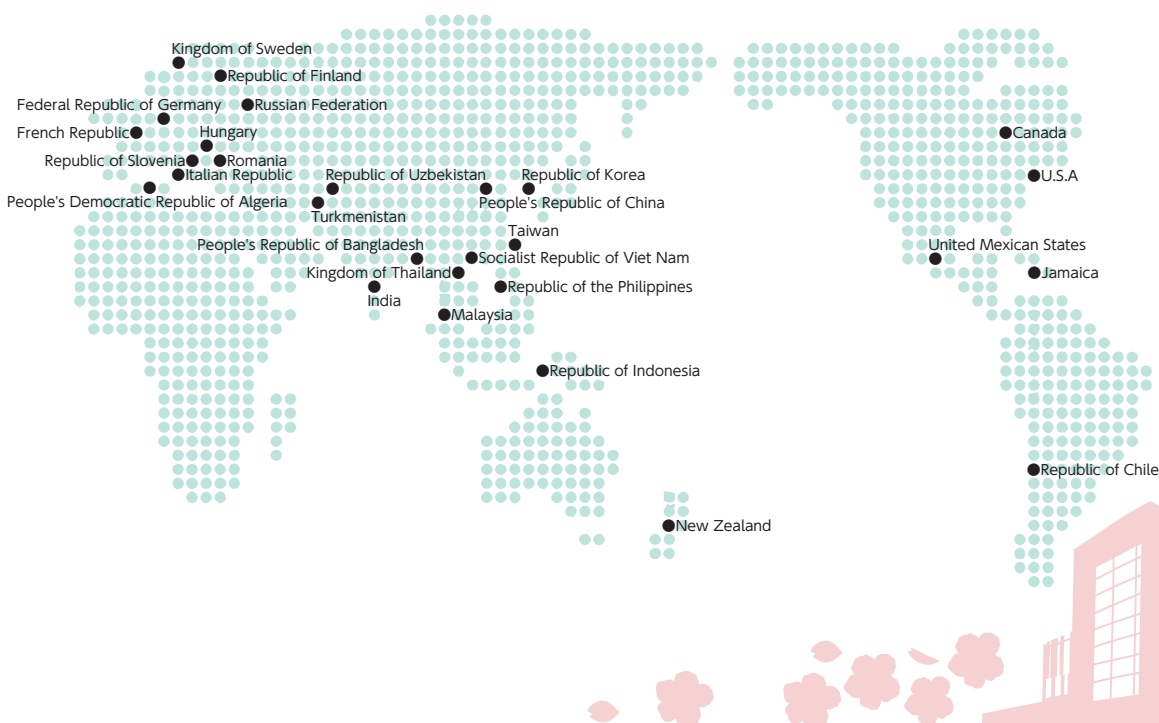 Kingdom of Sweden
Republic of Finland
Federal Republic of Germany
Russian Federation
French Republic
Hungary
Canada
Republic of Slovenia
Romania
Italian Republic
Republic of Uzbekistan
Republic of Korea
U.S.A
People's Democratic Republic of Algeria
People's Republic of China
Turkmenistan
Taiwan
People's Republic of Bangladesh
United Mexican States
Socialist Republic of Viet Nam
Kingdom of Thailand
Jamaica
Republic of the Philippines
India
Malaysia
Republic of Indonesia
Republic of Chile
New Zealand